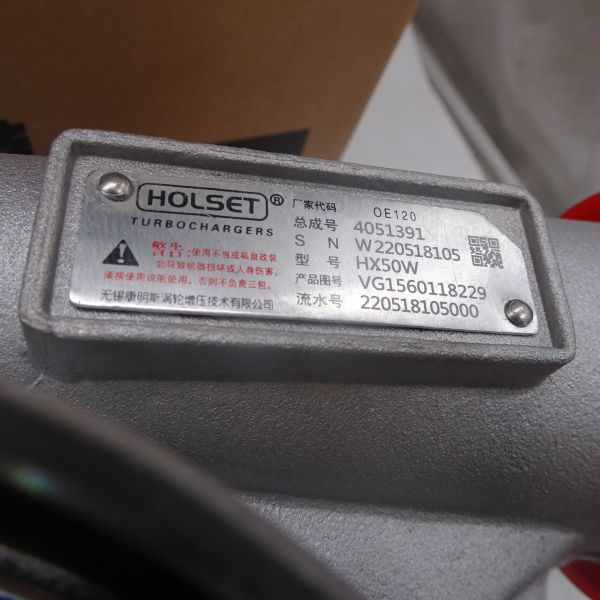 HOLSET®
TURBOCHARGERS
厂家代码 OE120
总成号 4051391
S N W220518105
型号 HX50W
产品图号 VG1560118229
流水号 220518105000
警告:使用不当或私自改装
会导致机器损坏或人身伤害,
须按使用说明使用,否则不负责三包。
无锡康明斯涡轮增压技术有限公司